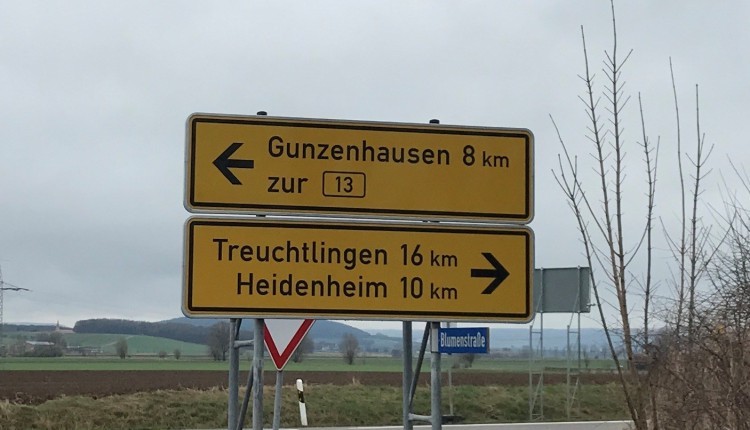 Gunzenhausen 8 km
zur 13
Treuchtlingen 16 km
Heidenheim 10 km
Blumenstraße